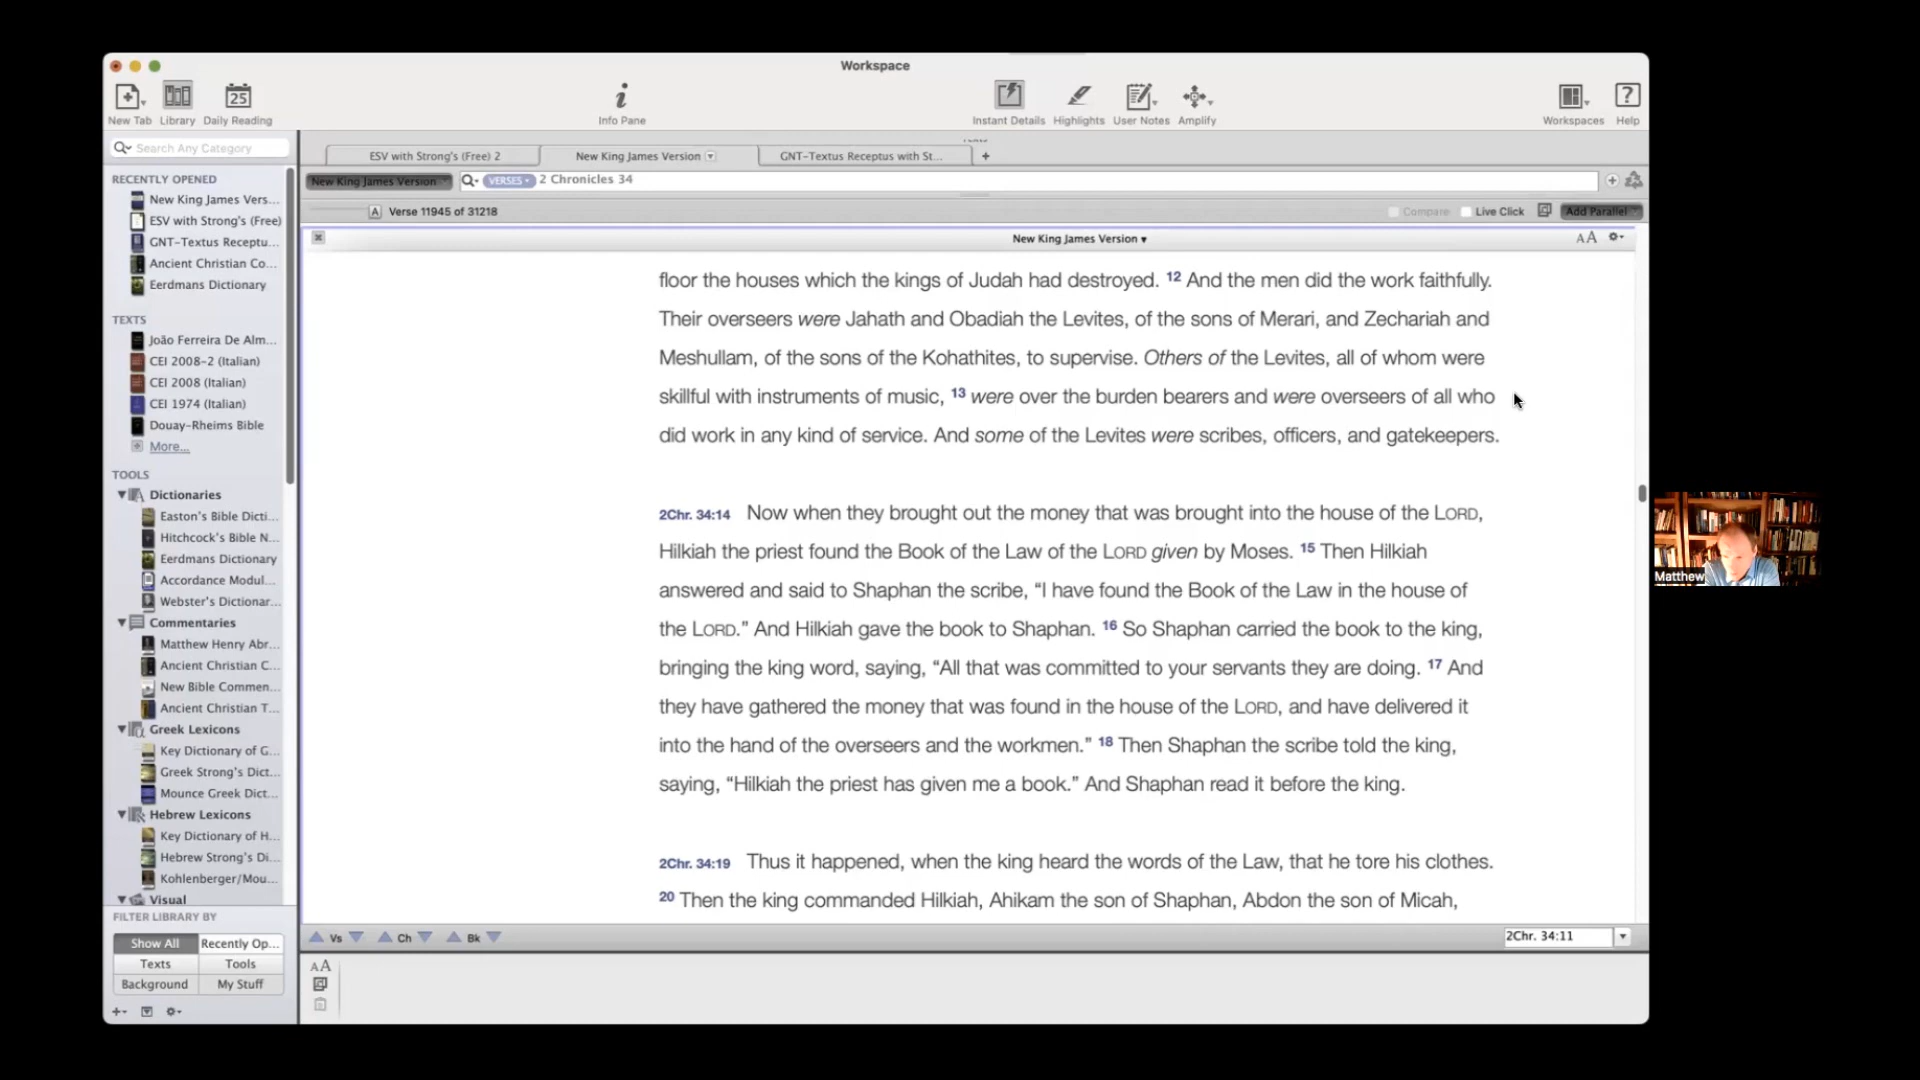 Workspace
New Tab
Library
25
Daily Reading
Info Pane
Instant Details
Highlights
User Notes
Amplify
Workspaces
?
Help
Search Any Category
ESV with Strong's (Free) 2
New King James Version
GNT-Textus Receptus with St...
+
New King James Version
VERSES
2 Chronicles 34
A
Verse 11945 of 31218
Compare
Live Click
Add Parallel
New King James Version
AA
RECENTLY OPENED
New King James Vers...
ESV with Strong's (Free)
GNT-Textus Receptu...
Ancient Christian Co...
Eerdmans Dictionary
TEXTS
João Ferreira De Alm...
CEI 2008-2 (Italian)
CEI 2008 (Italian)
CEI 1974 (Italian)
Douay-Rheims Bible
More...
TOOLS
Dictionaries
Easton's Bible Dicti...
Hitchcock's Bible N...
Eerdmans Dictionary
Accordance Modul...
Webster's Dictionar...
Commentaries
Matthew Henry Abr...
Ancient Christian C...
New Bible Commen...
Ancient Christian T...
Greek Lexicons
Key Dictionary of G...
Greek Strong's Dict...
Mounce Greek Dict...
Hebrew Lexicons
Key Dictionary of H...
Hebrew Strong's Di...
Kohlenberger/Mou...
Visual
FILTER LIBRARY BY
Show All
Recently Op...
Texts
Tools
Background
My Stuff
floor the houses which the kings of Judah had destroyed. 12 And the men did the work faithfully.
Their overseers were Jahath and Obadiah the Levites, of the sons of Merari, and Zechariah and
Meshullam, of the sons of the Kohathites, to supervise. Others of the Levites, all of whom were
skillful with instruments of music, 13 were over the burden bearers and were overseers of all who
did work in any kind of service. And some of the Levites were scribes, officers, and gatekeepers.
2Chr. 34:14 Now when they brought out the money that was brought into the house of the LORD,
Hilkiah the priest found the Book of the Law of the LORD given by Moses. 15 Then Hilkiah
answered and said to Shaphan the scribe, “I have found the Book of the Law in the house of
the LORD.” And Hilkiah gave the book to Shaphan. 16 So Shaphan carried the book to the king,
bringing the king word, saying, “All that was committed to your servants they are doing. 17 And
they have gathered the money that was found in the house of the LORD, and have delivered it
into the hand of the overseers and the workmen.” 18 Then Shaphan the scribe told the king,
saying, “Hilkiah the priest has given me a book.” And Shaphan read it before the king.
2Chr. 34:19 Thus it happened, when the king heard the words of the Law, that he tore his clothes.
20 Then the king commanded Hilkiah, Ahikam the son of Shaphan, Abdon the son of Micah,
Vs
Ch
Bk
2Chr. 34:11
AA
Matthew